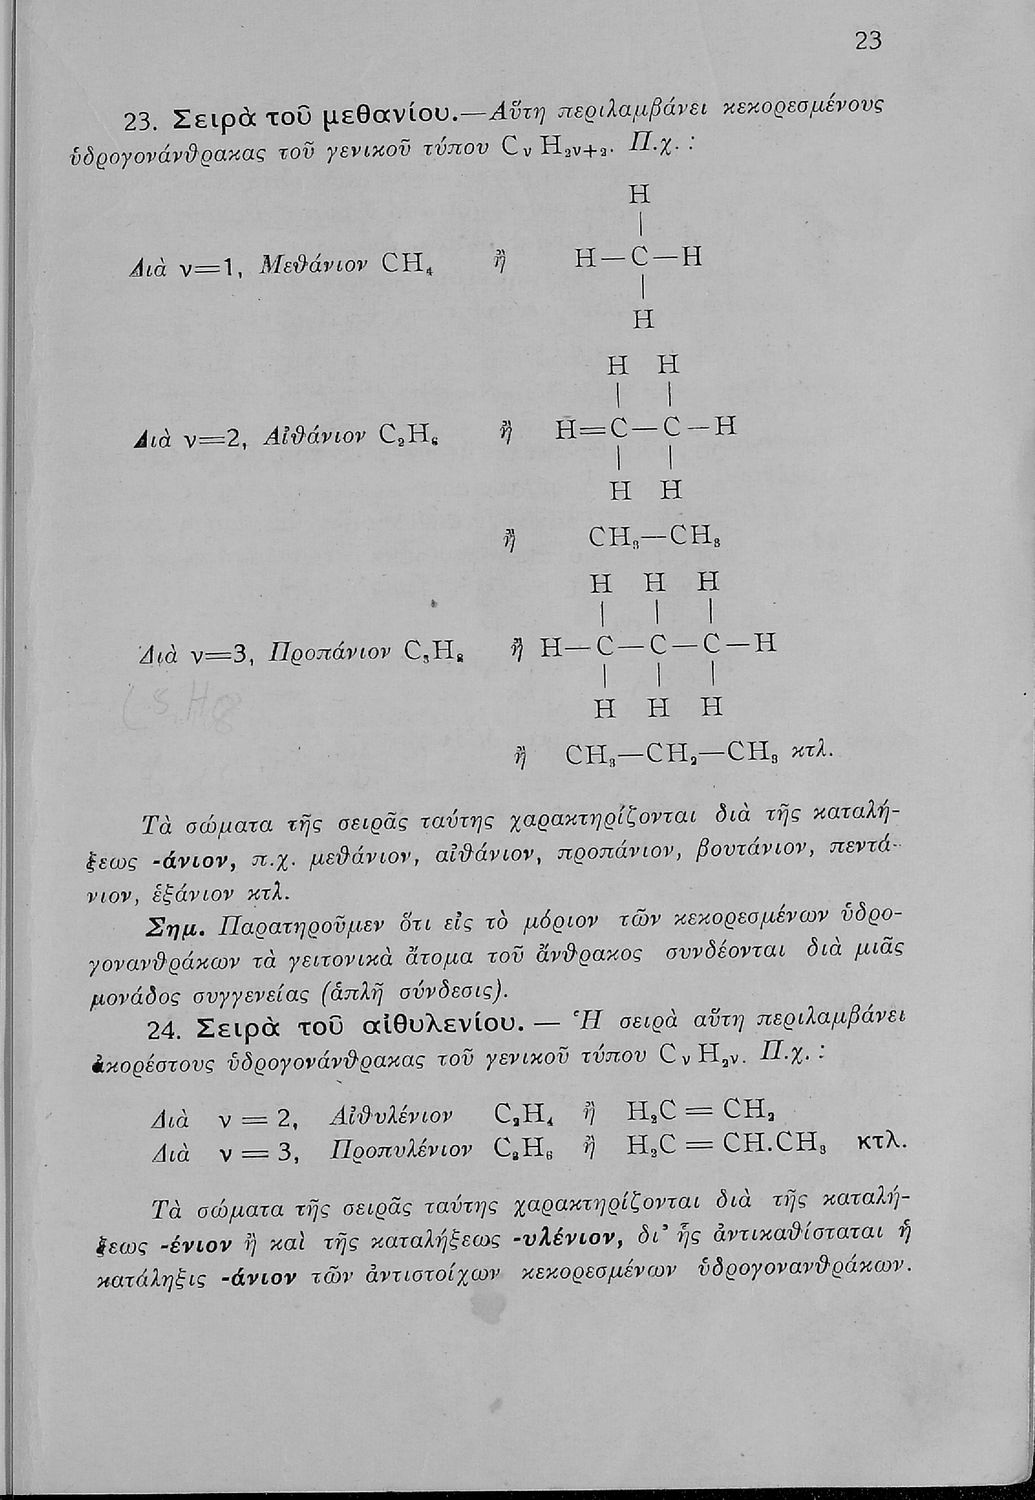 23
23. Σειρὰ τοῦ μεθανίου.—Αὕτη περιλαμβάνει κεκορεσμένους
ὑδρογονάνθρακας τοῦ γενικοῦ τύπου Cν H₂ν₊₂. Π.χ. :
H
|
Διὰ ν=1, Μεθάνιον CH₄ ἢ H—C—H
|
H
H H
| |
Διὰ ν=2, Αἰθάνιον C₂H₆ ἢ H=C—C—H
| |
H H
ἢ CH₃—CH₃
H H H
| | |
Διὰ ν=3, Προπάνιον C₃H₈ ἢ H—C—C—C—H
| | |
H H H
ἢ CH₃—CH₂—CH₃ κτλ.
Τὰ σώματα τῆς σειρᾶς ταύτης χαρακτηρίζονται διὰ τῆς καταλή-
ξεως -άνιον, π.χ. μεθάνιον, αἰθάνιον, προπάνιον, βουτάνιον, πεντά-
νιον, ἑξάνιον κτλ.
Σημ. Παρατηροῦμεν ὅτι εἰς τὸ μόριον τῶν κεκορεσμένων ὑδρο-
γονανθράκων τὰ γειτονικὰ ἄτομα τοῦ ἄνθρακος συνδέονται διὰ μιᾶς
μονάδος συγγενείας (ἁπλῆ σύνδεσις).
24. Σειρὰ τοῦ αἰθυλενίου. — Ἡ σειρὰ αὕτη περιλαμβάνει
ἀκορέστους ὑδρογονάνθρακας τοῦ γενικοῦ τύπου Cν H₂ν. Π.χ. :
Διὰ ν = 2, Αἰθυλένιον C₂H₄ ἢ H₂C = CH₂
Διὰ ν = 3, Προπυλένιον C₃H₆ ἢ H₂C = CH.CH₃ κτλ.
Τὰ σώματα τῆς σειρᾶς ταύτης χαρακτηρίζονται διὰ τῆς καταλή-
ξεως -ένιον ἢ καὶ τῆς καταλήξεως -υλένιον, δι' ἧς ἀντικαθίσταται ἡ
κατάληξις -άνιον τῶν ἀντιστοίχων κεκορεσμένων ὑδρογονανθράκων.